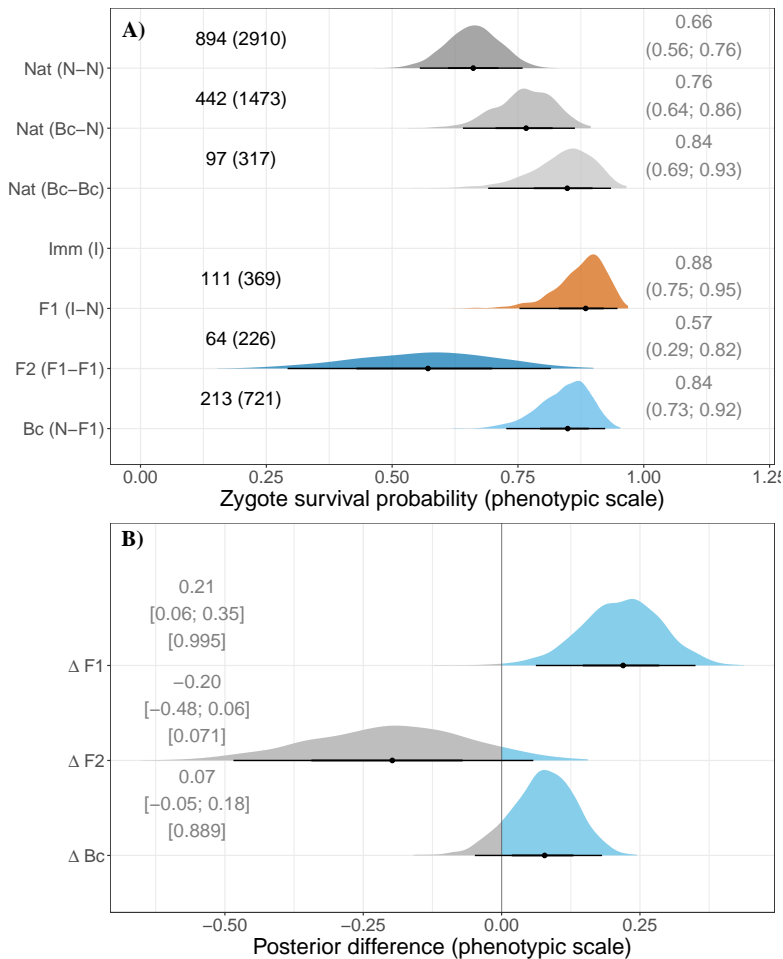 A)
894 (2910)
0.66
(0.56; 0.76)
Nat (N−N)
442 (1473)
0.76
(0.64; 0.86)
Nat (Bc−N)
97 (317)
0.84
(0.69; 0.93)
Nat (Bc−Bc)
Imm (I)
111 (369)
0.88
(0.75; 0.95)
F1 (I−N)
64 (226)
0.57
(0.29; 0.82)
F2 (F1−F1)
213 (721)
0.84
(0.73; 0.92)
Bc (N−F1)
0.00 0.25 0.50 0.75 1.00 1.25
Zygote survival probability (phenotypic scale)
B)
0.21
[0.06; 0.35]
[0.995]
Δ F1
−0.20
[−0.48; 0.06]
[0.071]
Δ F2
0.07
[−0.05; 0.18]
[0.889]
Δ Bc
−0.50 −0.25 0.00 0.25
Posterior difference (phenotypic scale)